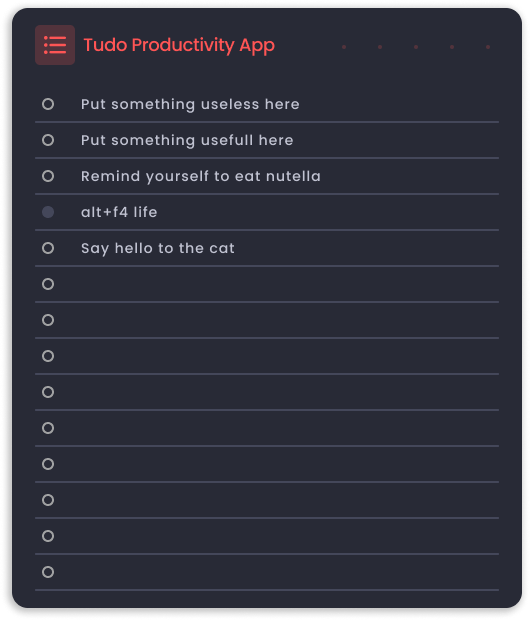 Tudo Productivity App
Put something useless here
Put something usefull here
Remind yourself to eat nutella
alt+f4 life
Say hello to the cat